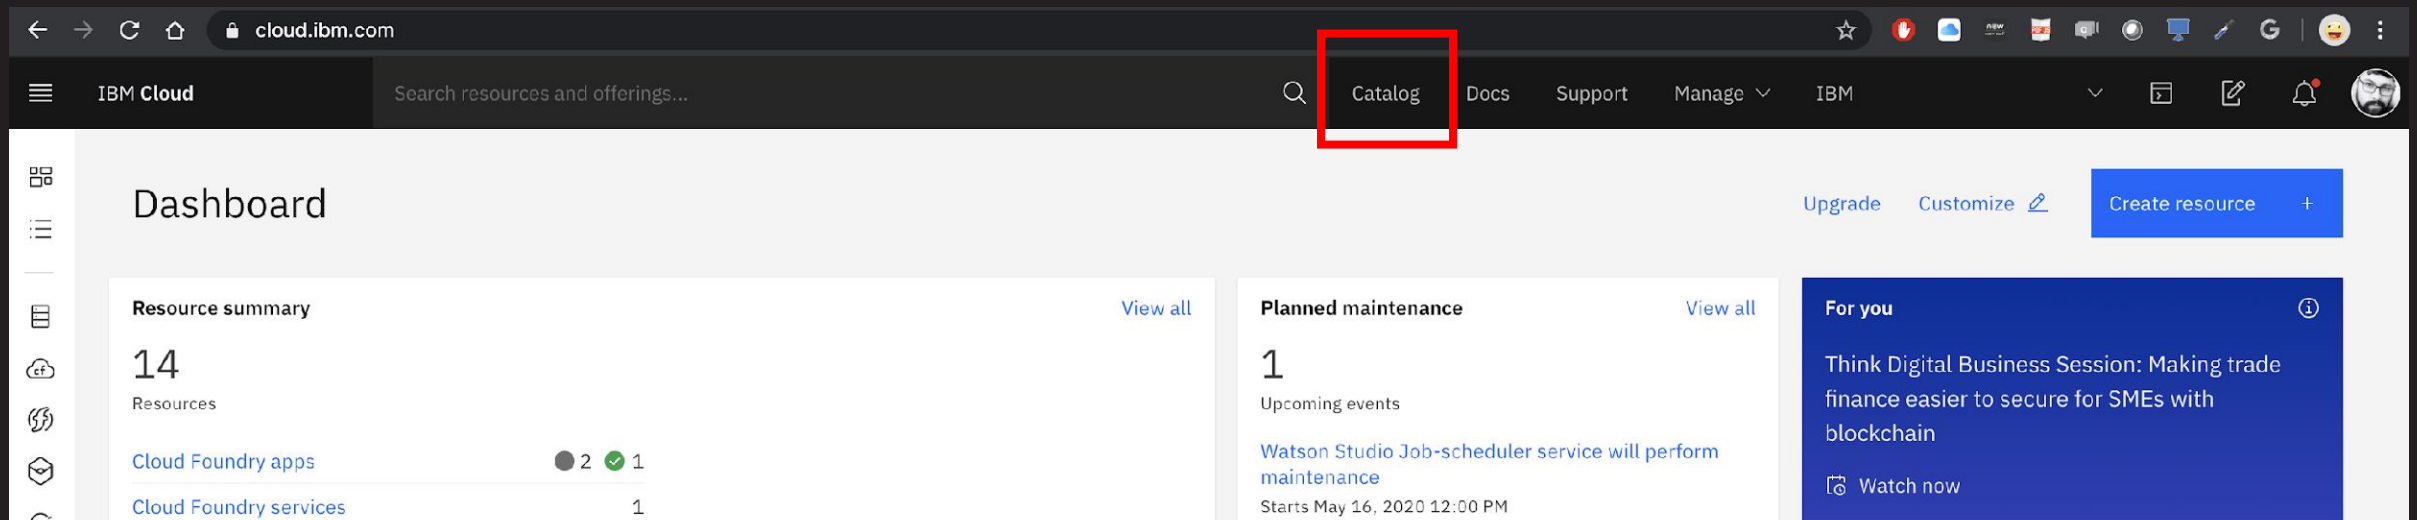 cloud.ibm.com
IBM Cloud
Search resources and offerings...
Catalog
Docs
Support
Manage
IBM
Dashboard
Upgrade
Customize
Create resource +
Resource summary
View all
14
Resources
Cloud Foundry apps
2
1
Cloud Foundry services
1
Planned maintenance
View all
1
Upcoming events
Watson Studio Job-scheduler service will perform
maintenance
Starts May 16, 2020 12:00 PM
For you
Think Digital Business Session: Making trade
finance easier to secure for SMEs with
blockchain
Watch now